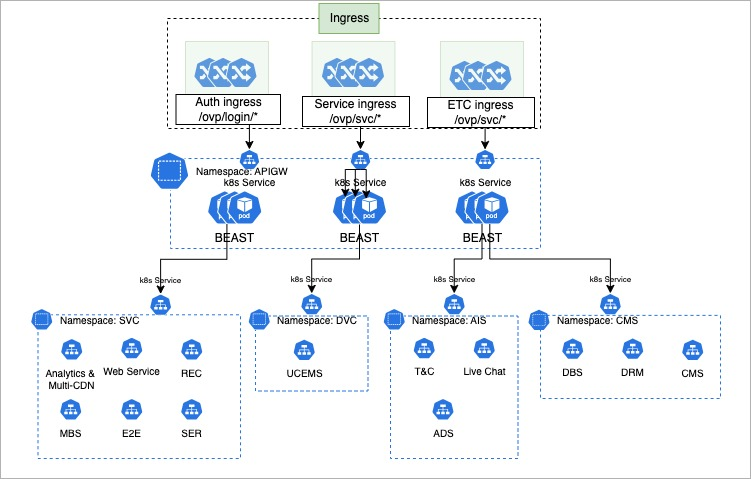 Ingress
Auth ingress
/ovp/login/*
Service ingress
/ovp/svc/*
ETC ingress
/ovp/svc/*
Namespace: APIGW
k8s Service
k8s Service
k8s Service
pod
pod
pod
BEAST
BEAST
BEAST
k8s Service
k8s Service
k8s Service
k8s Service
Namespace: SVC
Namespace: DVC
Namespace: AIS
Namespace: CMS
Analytics &
Multi-CDN
Web Service
REC
UCEMS
T&C
Live Chat
DBS
DRM
CMS
MBS
E2E
SER
ADS